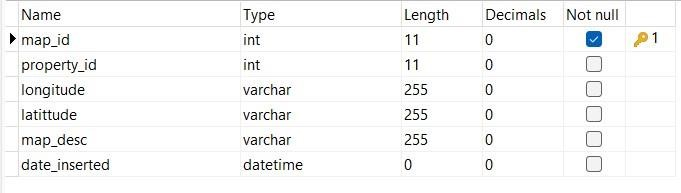 Name Type Length Decimals Not null
map_id int 11 0 1
property_id int 11 0
longitude varchar 255 0
latittude varchar 255 0
map_desc varchar 255 0
date_inserted datetime 0 0